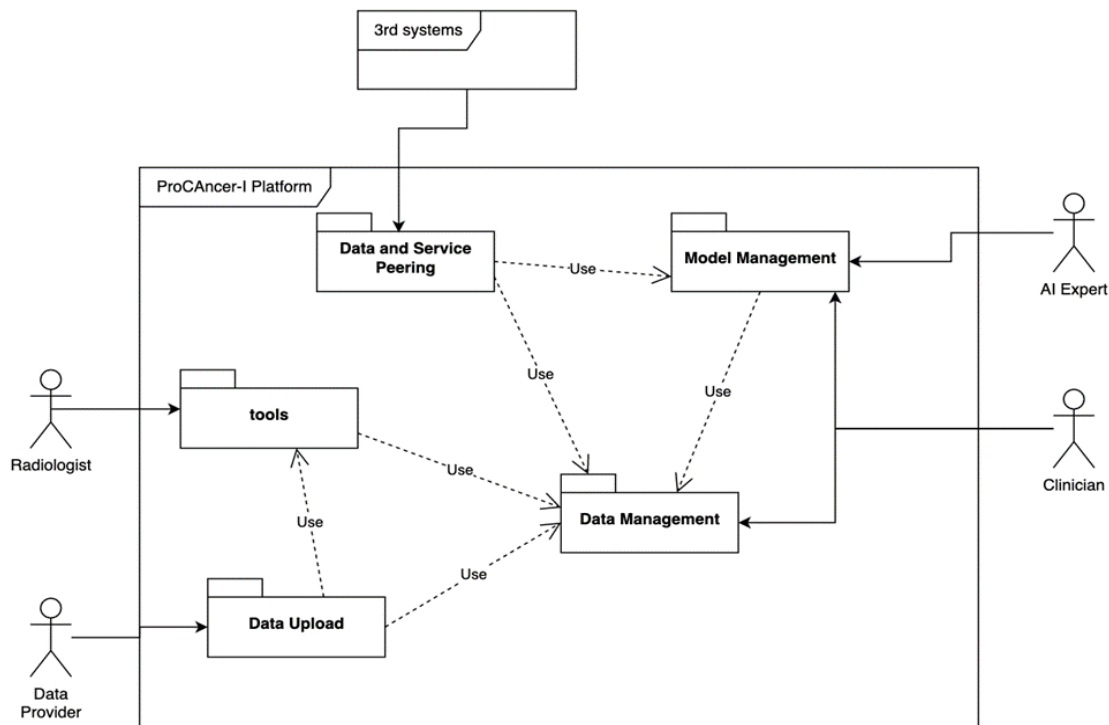 3rd systems
ProCAncer-I Platform
Data and Service
Peering
Use
Model Management
AI Expert
Use
Use
Radiologist
tools
Clinician
Use
Data Management
Use
Use
Data Upload
Data
Provider